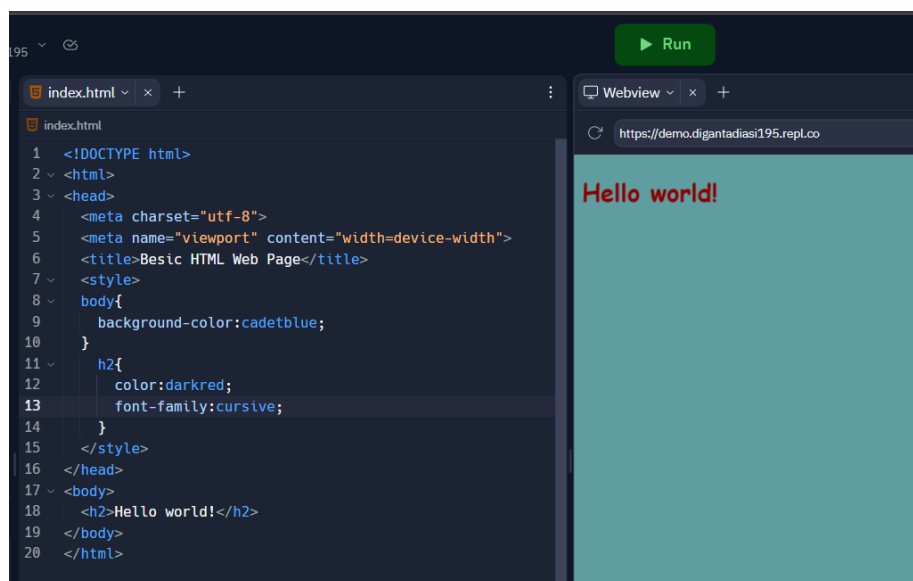 195
Run
index.html
Webview
index.html
https://demo.digantadiasi195.repl.co
1 <!DOCTYPE html>
2 <html>
3 <head>
4 <meta charset="utf-8">
5 <meta name="viewport" content="width=device-width">
6 <title>Besic HTML Web Page</title>
7 <style>
8 body{
9 background-color:cadetblue;
10 }
11 h2{
12 color:darkred;
13 font-family:cursive;
14 }
15 </style>
16 </head>
17 <body>
18 <h2>Hello world!</h2>
19 </body>
20 </html>
Hello world!